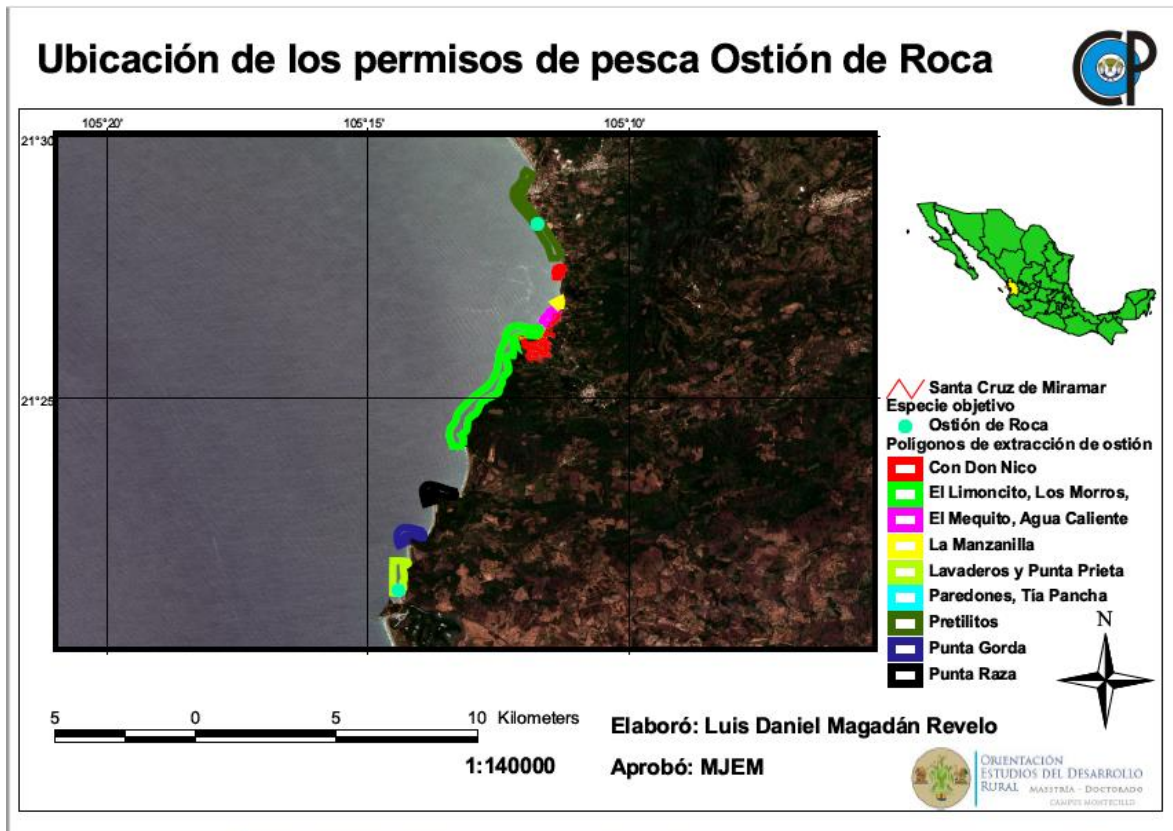 Ubicación de los permisos de pesca Ostión de Roca
CP
105°20'
105°15'
105°10'
21°30
21°25
Santa Cruz de Miramar
Especie objetivo
Ostión de Roca
Polígonos de extracción de ostión
Con Don Nico
El Limoncito, Los Morros,
El Mequito, Agua Caliente
La Manzanilla
Lavaderos y Punta Prieta
Paredones, Tía Pancha
Pretilitos
Punta Gorda
Punta Raza
N
5 0 5 10 Kilometers
1:140000
Elaboró: Luis Daniel Magadán Revelo
Aprobó: MJEM
ORIENTACIÓN
ESTUDIOS DEL DESARROLLO
RURAL MAESTRÍA - DOCTORADO
CAMPUS MONTECILLO